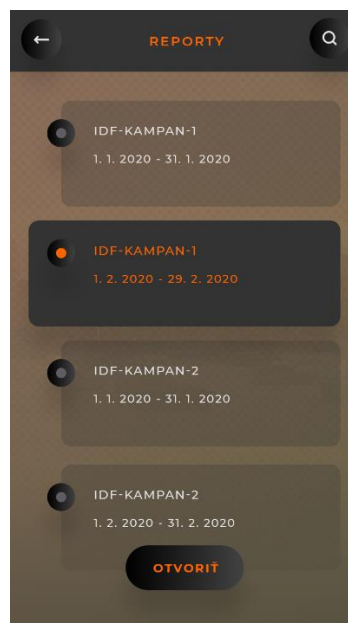 REPORTY
IDF-KAMPAN-1
1. 1. 2020 - 31. 1. 2020
IDF-KAMPAN-1
1. 2. 2020 - 29. 2. 2020
IDF-KAMPAN-2
1. 1. 2020 - 31. 1. 2020
IDF-KAMPAN-2
1. 2. 2020 - 31. 2. 2020
OTVORIŤ